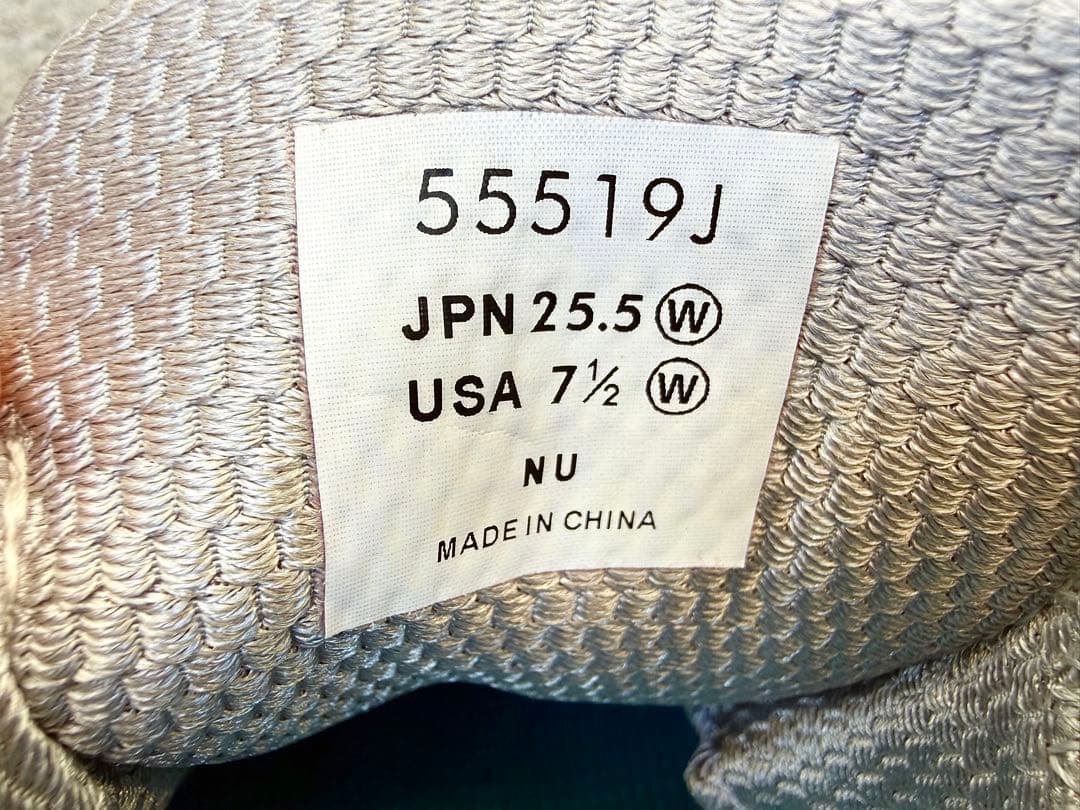 55519J
JPN 25.5 Ⓦ
USA 7½ Ⓦ
NU
MADE IN CHINA